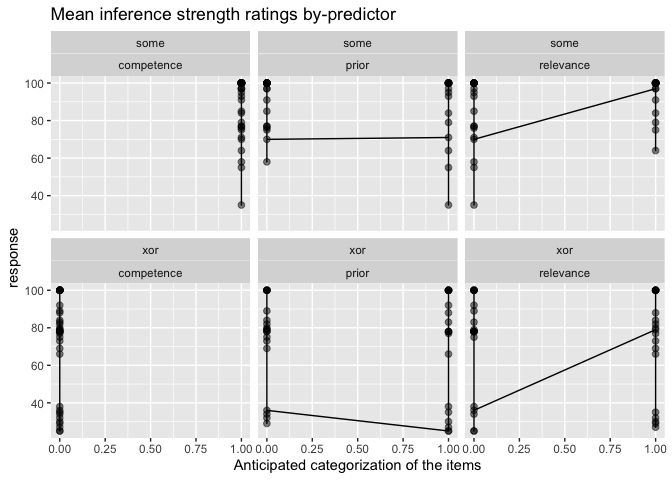 Mean inference strength ratings by-predictor
some some some
competence prior relevance
100
80
60
40
xor xor xor
competence prior relevance
100
80
60
40
0.00 0.25 0.50 0.75 1.00 0.00 0.25 0.50 0.75 1.00 0.00 0.25 0.50 0.75 1.00
response
Anticipated categorization of the items